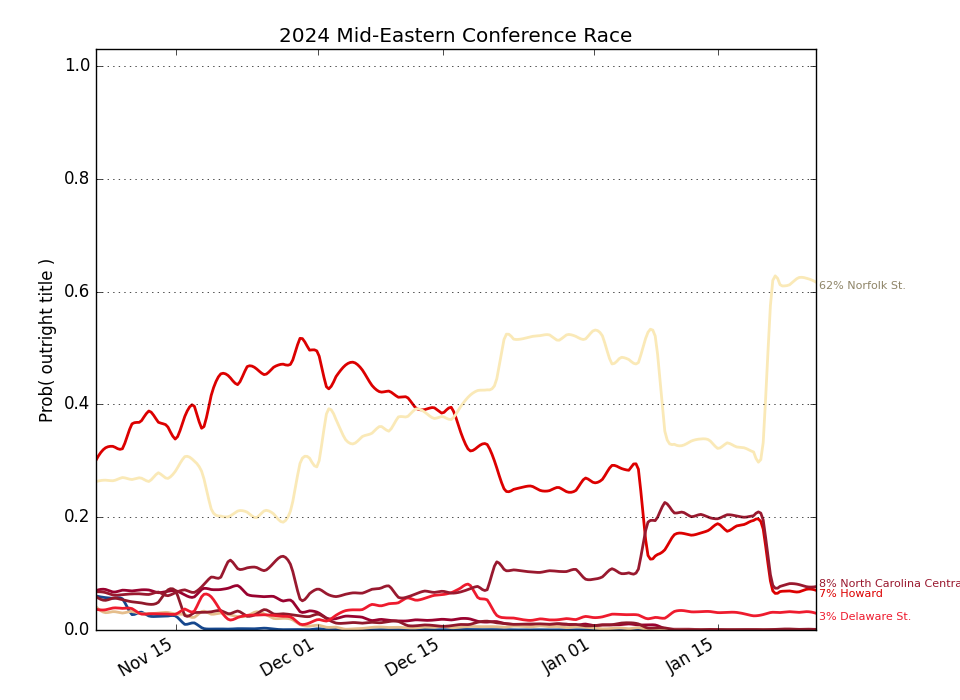 2024 Mid-Eastern Conference Race
Prob( outright title )
1.0
0.8
0.6
0.4
0.2
0.0
62% Norfolk St.
8% North Carolina Centra
7% Howard
3% Delaware St.
Nov 15
Dec 01
Dec 15
Jan 01
Jan 15